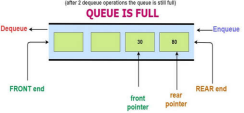 (after 2 dequeue operations the queue is still full)
QUEUE IS FULL
Dequeue
Enqueue
30
80
FRONT end
REAR end
front
pointer
rear
pointer